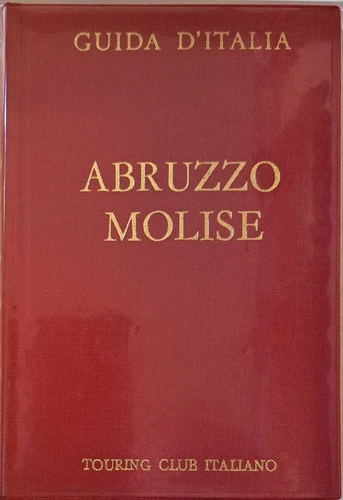 GUIDA D'ITALIA
ABRUZZO
MOLISE
TOURING CLUB ITALIANO